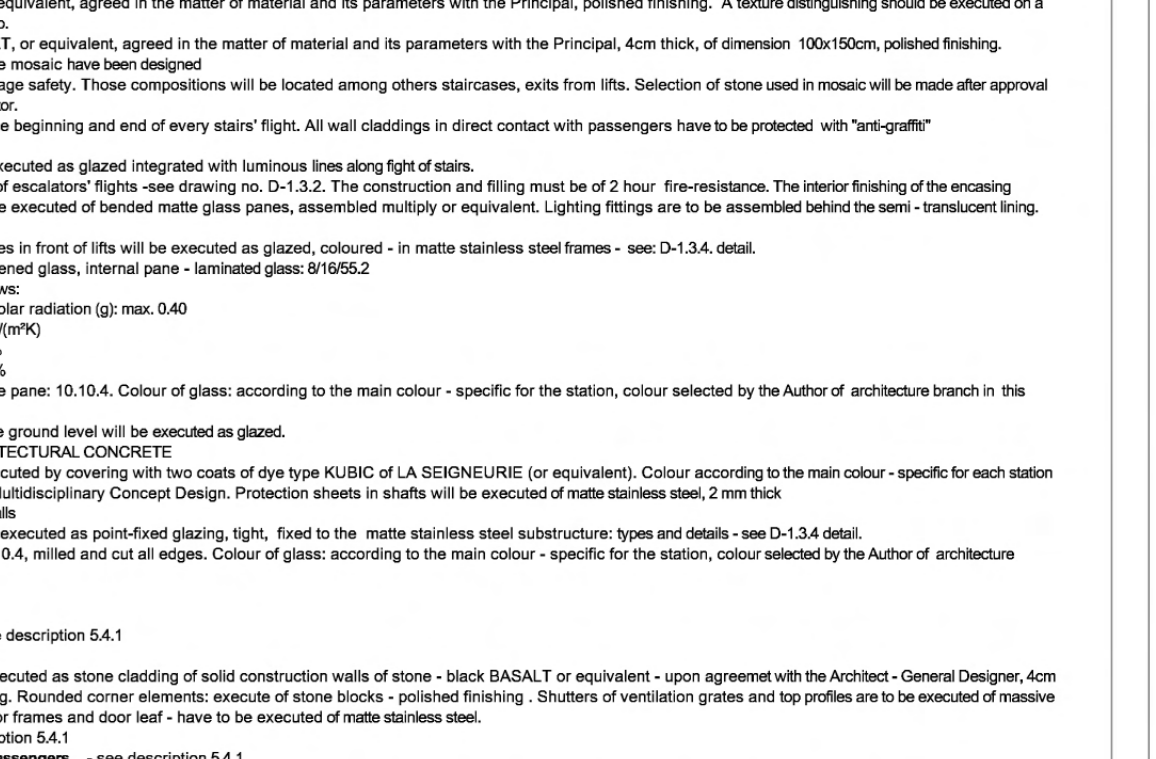 equivalent, agreed in the matter of material and its parameters with the Principal, polished finishing. A texture distinguishing should be executed on a
or equivalent, agreed in the matter of material and its parameters with the Principal, 4cm thick, of dimension 100x150cm, polished finishing.
mosaic have been designed
age safety. Those compositions will be located among others staircases, exits from lifts. Selection of stone used in mosaic will be made after approval
or.
e beginning and end of every stairs' flight. All wall claddings in direct contact with passengers have to be protected with "anti-graffiti"
xecuted as glazed integrated with luminous lines along fight of stairs.
of escalators' flights -see drawing no. D-1.3.2. The construction and filling must be of 2 hour fire-resistance. The interior finishing of the encasing
e executed of bended matte glass panes, assembled multiply or equivalent. Lighting fittings are to be assembled behind the semi - translucent lining.
es in front of lifts will be executed as glazed, coloured - in matte stainless steel frames - see: D-1.3.4. detail.
ened glass, internal pane - laminated glass: 8/16/55.2
ws:
olar radiation (g): max. 0.40
/(m²K)
%
e pane: 10.10.4. Colour of glass: according to the main colour - specific for the station, colour selected by the Author of architecture branch in this
e ground level will be executed as glazed.
TECTURAL CONCRETE
cuted by covering with two coats of dye type KUBIC of LA SEIGNEURIE (or equivalent). Colour according to the main colour - specific for each station
ultidisciplinary Concept Design. Protection sheets in shafts will be executed of matte stainless steel, 2 mm thick
alls
executed as point-fixed glazing, tight, fixed to the matte stainless steel substructure: types and details - see D-1.3.4 detail.
0.4, milled and cut all edges. Colour of glass: according to the main colour - specific for the station, colour selected by the Author of architecture
description 5.4.1
ecuted as stone cladding of solid construction walls of stone - black BASALT or equivalent - upon agreemet with the Architect - General Designer, 4cm
g. Rounded corner elements: execute of stone blocks - polished finishing . Shutters of ventilation grates and top profiles are to be executed of massive
or frames and door leaf - have to be executed of matte stainless steel.
ption 5.4.1
assengers - see description 5.4.1